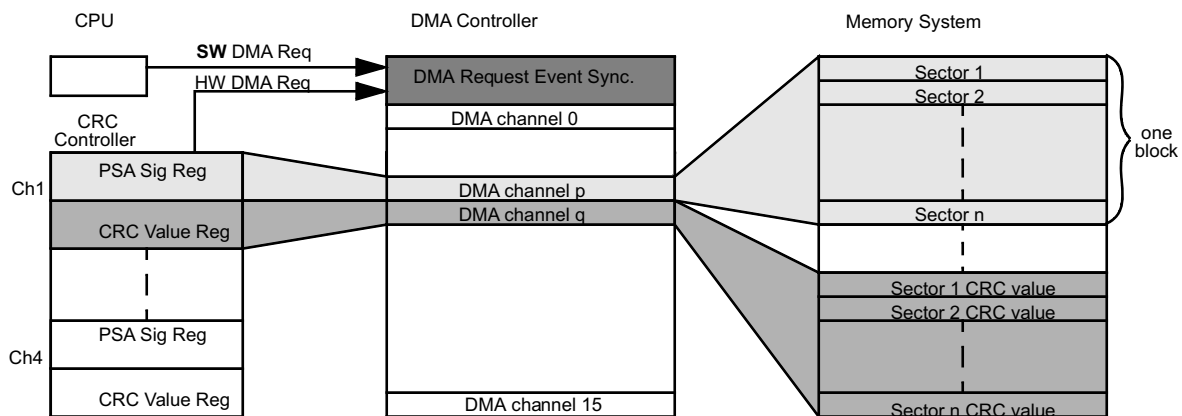 CPU
DMA Controller
Memory System
SW DMA Req
HW DMA Req
DMA Request Event Sync.
DMA channel 0
Sector 1
Sector 2
one
block
CRC
Controller
Ch1
PSA Sig Reg
CRC Value Reg
DMA channel p
DMA channel q
Sector n
Sector 1 CRC value
Sector 2 CRC value
Ch4
PSA Sig Reg
CRC Value Reg
DMA channel 15
Sector n CRC value